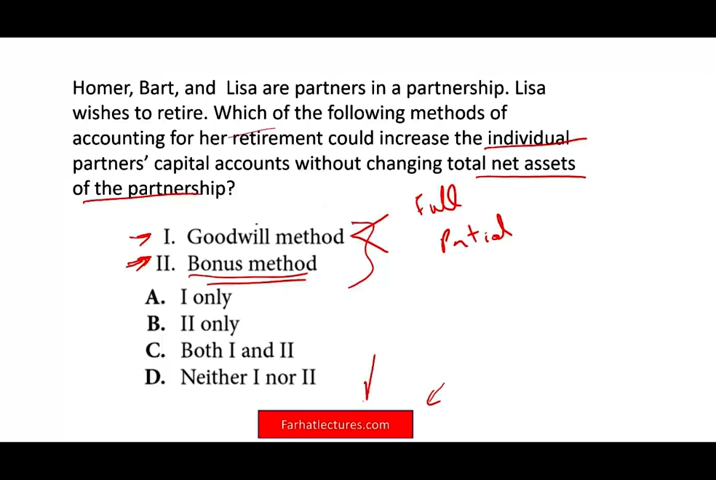 Homer, Bart, and Lisa are partners in a partnership. Lisa
wishes to retire. Which of the following methods of
accounting for her retirement could increase the individual
partners' capital accounts without changing total net assets
of the partnership?
Full
Partial
I. Goodwill method
II. Bonus method
A. I only
B. II only
C. Both I and II
D. Neither I nor II
Farhatlectures.com